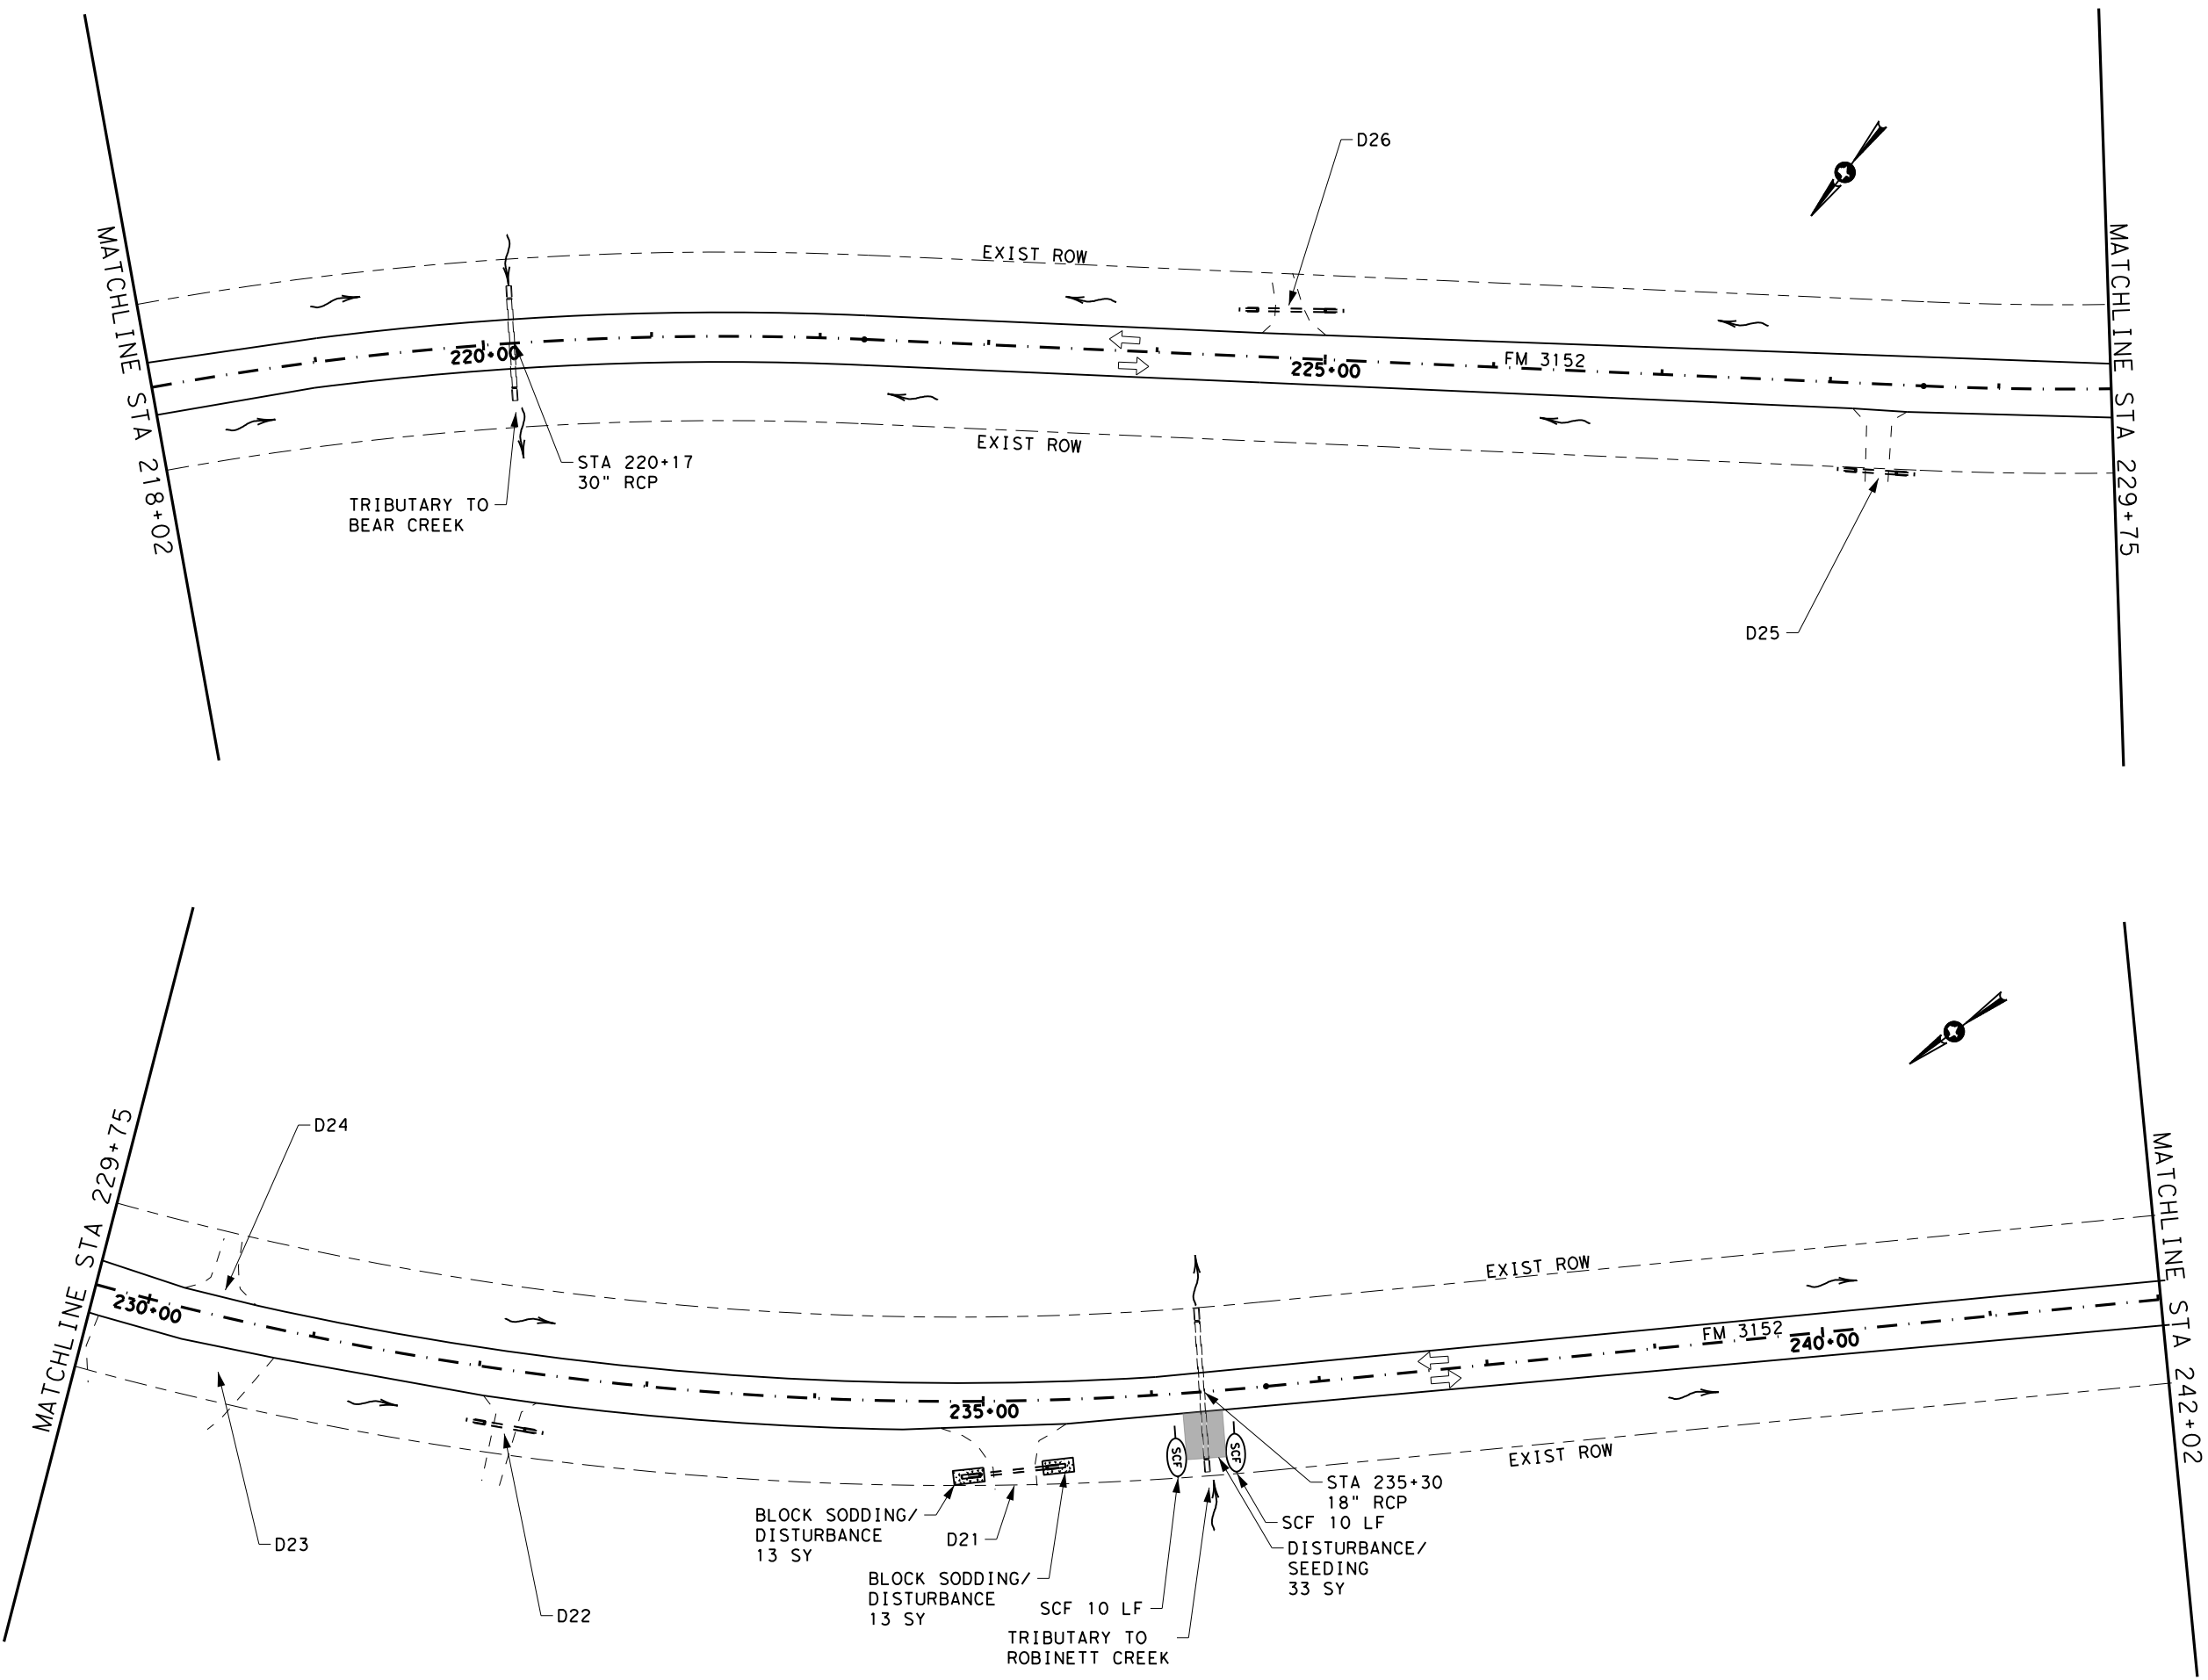 D26
EXIST ROW
MATCHLINE STA 218+02
MATCHLINE STA 229+75
220+00
225+00
FM 3152
EXIST ROW
STA 220+17
30" RCP
TRIBUTARY TO
BEAR CREEK
D25
D24
MATCHLINE STA 229+75
MATCHLINE STA 242+02
EXIST ROW
230+00
FM 3152
240+00
235+00
SCF
SCF
EXIST ROW
STA 235+30
18" RCP
BLOCK SODDING/
DISTURBANCE
13 SY
SCF 10 LF
D23
D21
DISTURBANCE/
SEEDING
33 SY
BLOCK SODDING/
DISTURBANCE
13 SY
SCF 10 LF
D22
TRIBUTARY TO
ROBINETT CREEK